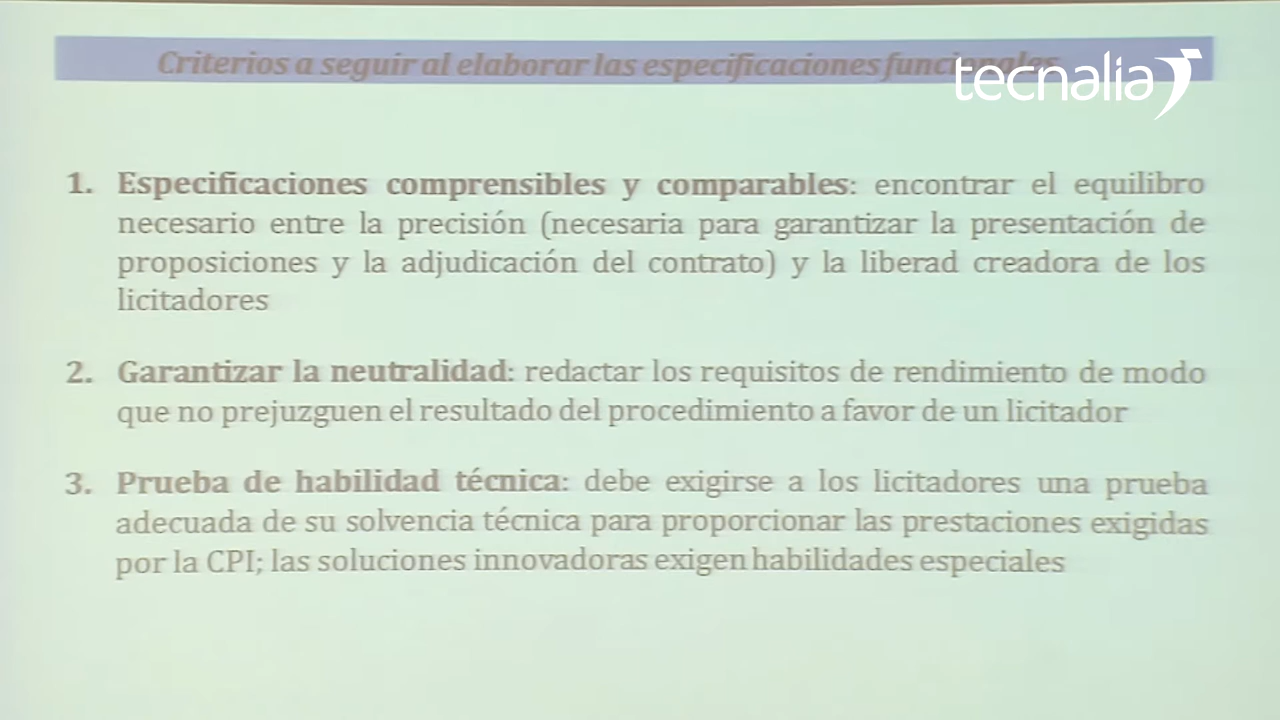 Criterios a seguir al elaborar las especificaciones funcionales
tecnalia
1. Especificaciones comprensibles y comparables: encontrar el equilibro
necesario entre la precisión (necesaria para garantizar la presentación de
proposiciones y la adjudicación del contrato) y la liberad creadora de los
licitadores
2. Garantizar la neutralidad: redactar los requisitos de rendimiento de modo
que no prejuzguen el resultado del procedimiento a favor de un licitador
3. Prueba de habilidad técnica: debe exigirse a los licitadores una prueba
adecuada de su solvencia técnica para proporcionar las prestaciones exigidas
por la CPI; las soluciones innovadoras exigen habilidades especiales